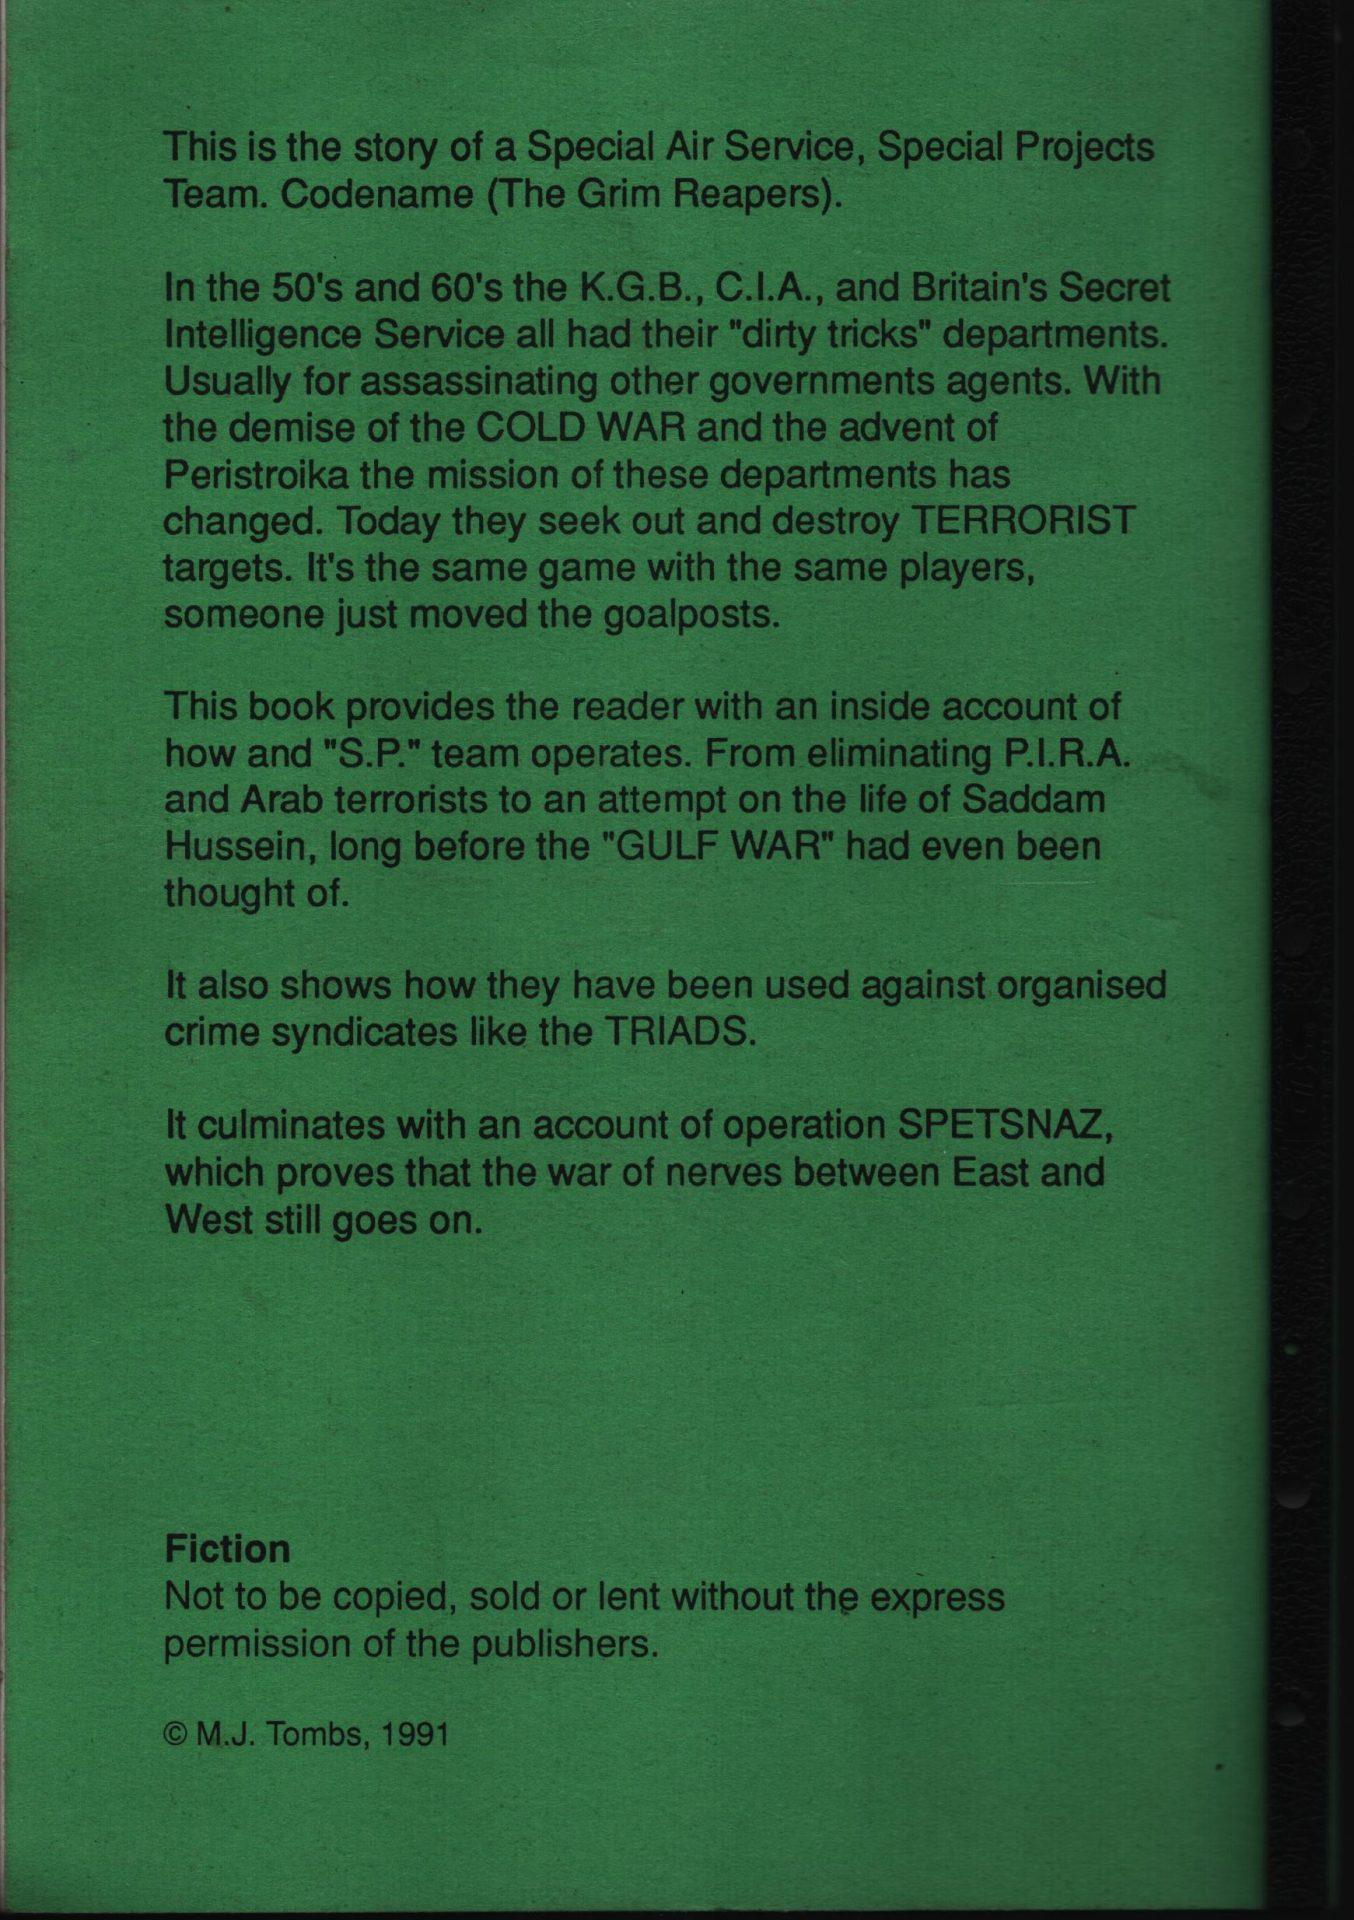 This is the story of a Special Air Service, Special Projects
Team. Codename (The Grim Reapers).
In the 50's and 60's the K.G.B., C.I.A., and Britain's Secret
Intelligence Service all had their "dirty tricks" departments.
Usually for assassinating other governments agents. With
the demise of the COLD WAR and the advent of
Peristroika the mission of these departments has
changed. Today they seek out and destroy TERRORIST
targets. It's the same game with the same players,
someone just moved the goalposts.
This book provides the reader with an inside account of
how and "S.P." team operates. From eliminating P.I.R.A.
and Arab terrorists to an attempt on the life of Saddam
Hussein, long before the "GULF WAR" had even been
thought of.
It also shows how they have been used against organised
crime syndicates like the TRIADS.
It culminates with an account of operation SPETSNAZ,
which proves that the war of nerves between East and
West still goes on.
Fiction
Not to be copied, sold or lent without the express
permission of the publishers.
© M.J. Tombs, 1991